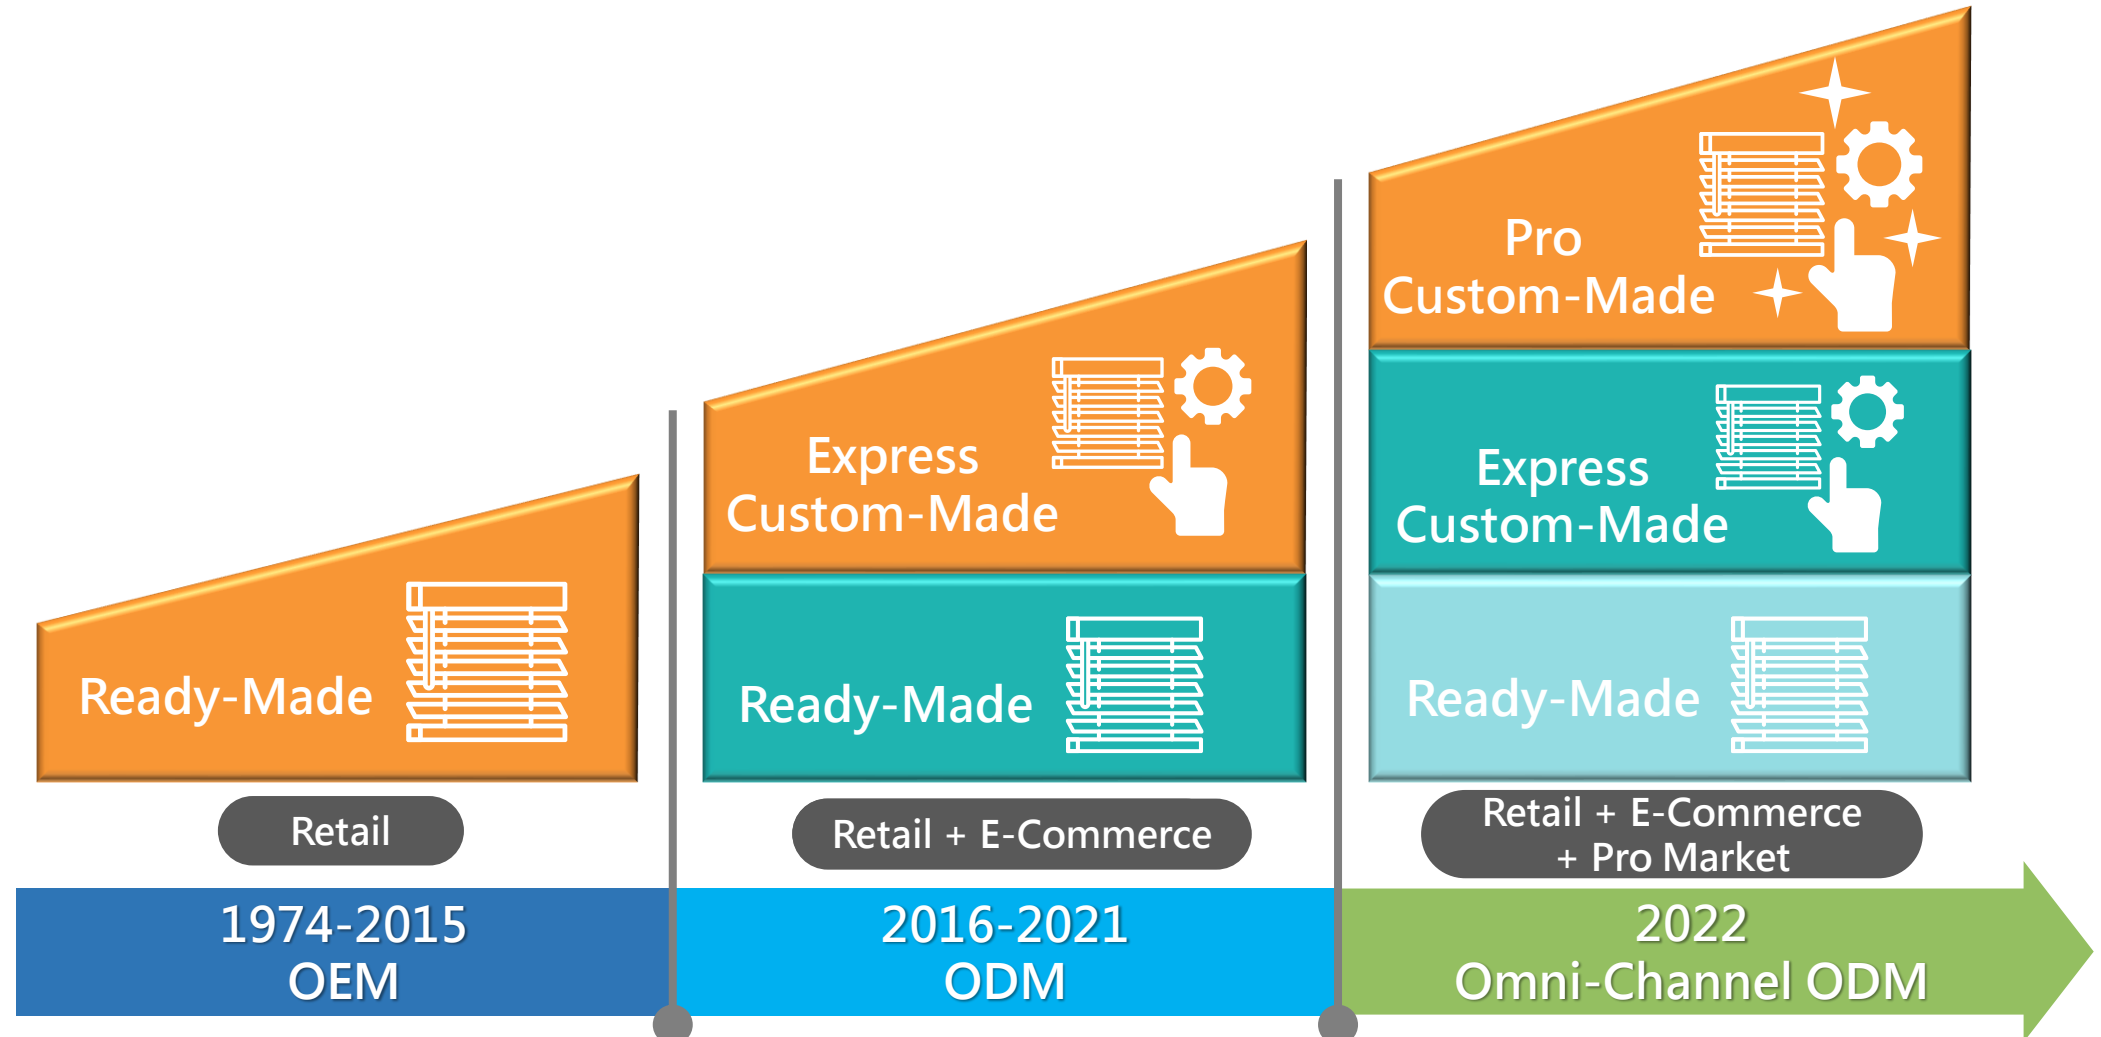 Ready-Made
Retail
1974-2015
OEM
Express
Custom-Made
Ready-Made
Retail + E-Commerce
2016-2021
ODM
Pro
Custom-Made
Express
Custom-Made
Ready-Made
Retail + E-Commerce
+ Pro Market
2022
Omni-Channel ODM